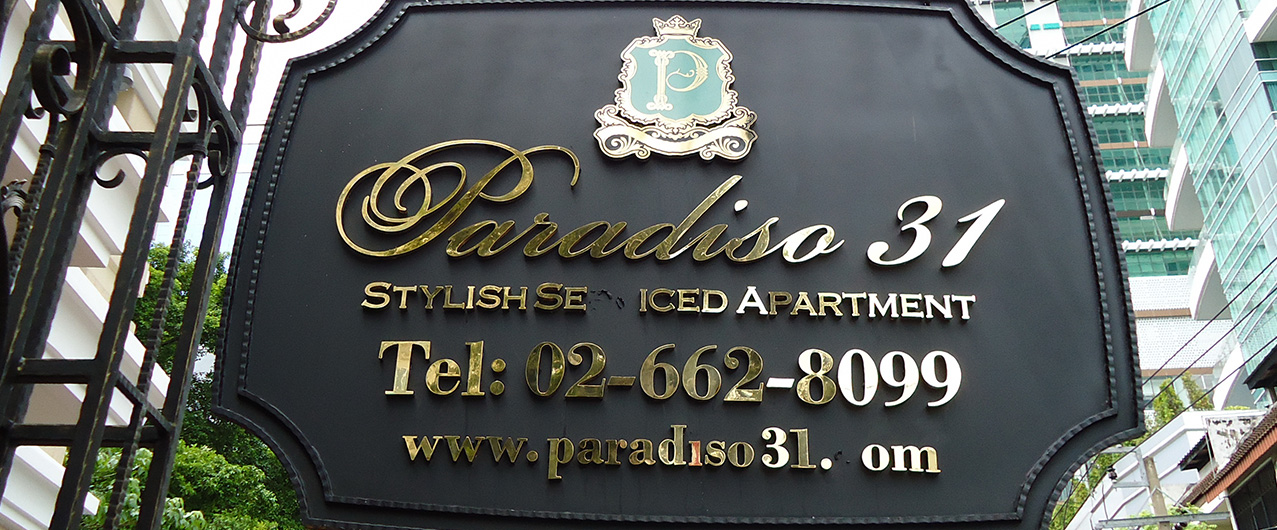 P
Paradiso 31
STYLISH SE ICED APARTMENT
Tel: 02-662-8099
www.paradiso31. om